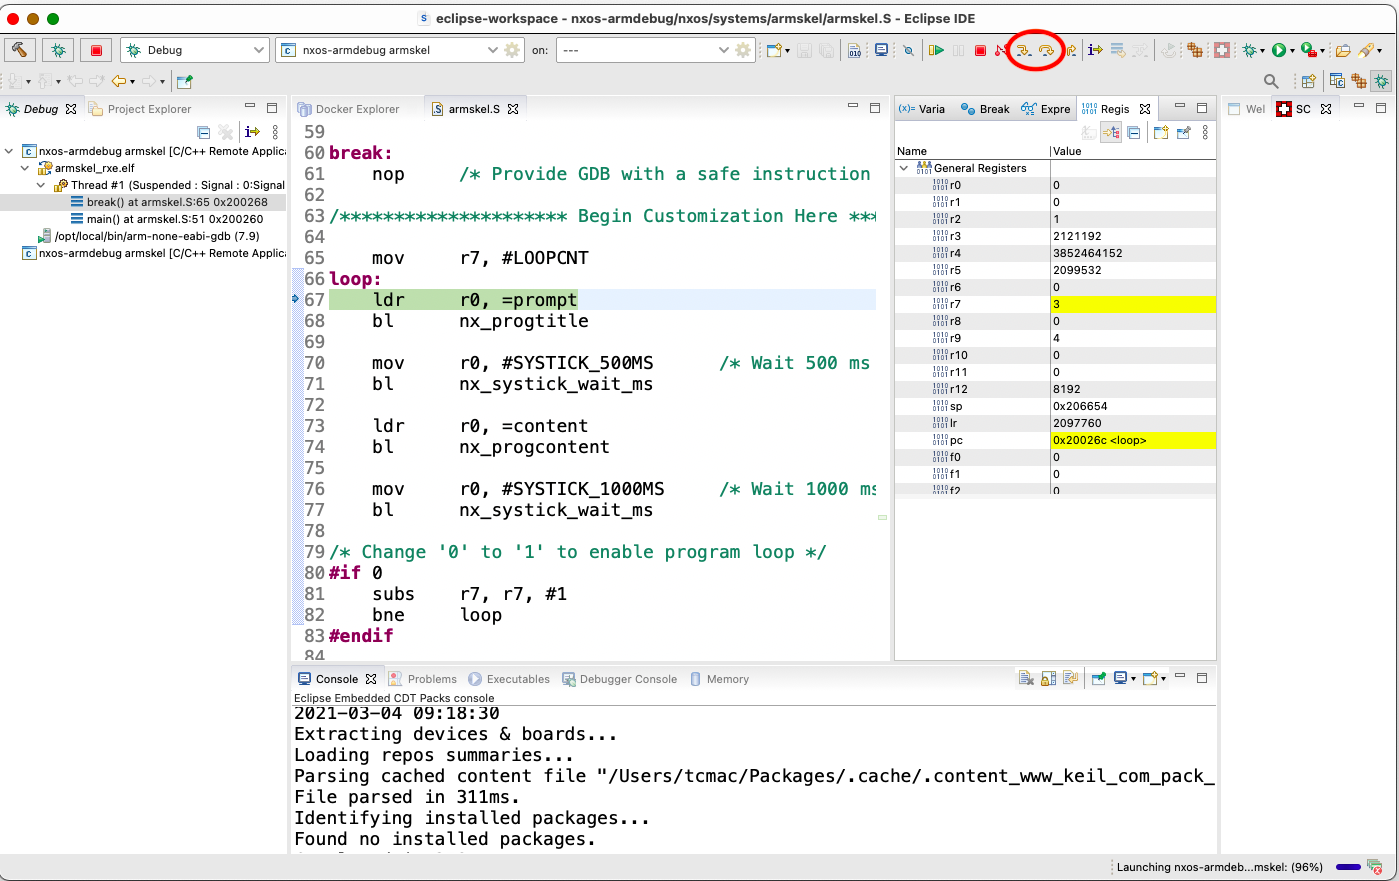 eclipse-workspace - nxos-armdebug/nxos/systems/armskel/armskel.S - Eclipse IDE
Debug
nxos-armdebug armskel
on:
---
Debug
Project Explorer
nxos-armdebug armskel [C/C++ Remote Applic
armskel_rxe.elf
Thread #1 (Suspended : Signal : 0:Signal
break() at armskel.S:65 0x200268
main() at armskel.S:51 0x200260
/opt/local/bin/arm-none-eabi-gdb (7.9)
nxos-armdebug armskel [C/C++ Remote Applic
Docker Explorer
armskel.S
59
60 break:
61 nop /* Provide GDB with a safe instruction
62
63 /********************* Begin Customization Here ***
64
65 mov r7, #LOOPCNT
66 loop:
67 ldr r0, =prompt
68 bl nx_progtitle
69
70 mov r0, #SYSTICK_500MS /* Wait 500 ms
71 bl nx_systick_wait_ms
72
73 ldr r0, =content
74 bl nx_progcontent
75
76 mov r0, #SYSTICK_1000MS /* Wait 1000 ms
77 bl nx_systick_wait_ms
78
79 /* Change '0' to '1' to enable program loop */
80 #if 0
81 subs r7, r7, #1
82 bne loop
83 #endif
84
(x)= Varia
Break
Expre
Regis
Name Value
General Registers
r0 0
r1 0
r2 1
r3 2121192
r4 3852464152
r5 2099532
r6 0
r7 3
r8 0
r9 4
r10 0
r11 0
r12 8192
sp 0x206654
lr 2097760
pc 0x20026c <loop>
f0 0
f1 0
f2 0
Wel
SC
Console
Problems
Executables
Debugger Console
Memory
Eclipse Embedded CDT Packs console
2021-03-04 09:18:30
Extracting devices & boards...
Loading repos summaries...
Parsing cached content file "/Users/tcmac/Packages/.cache/.content_www_keil_com_pack_
File parsed in 311ms.
Identifying installed packages...
Found no installed packages.
Launching nxos-armdeb...mskel: (96%)